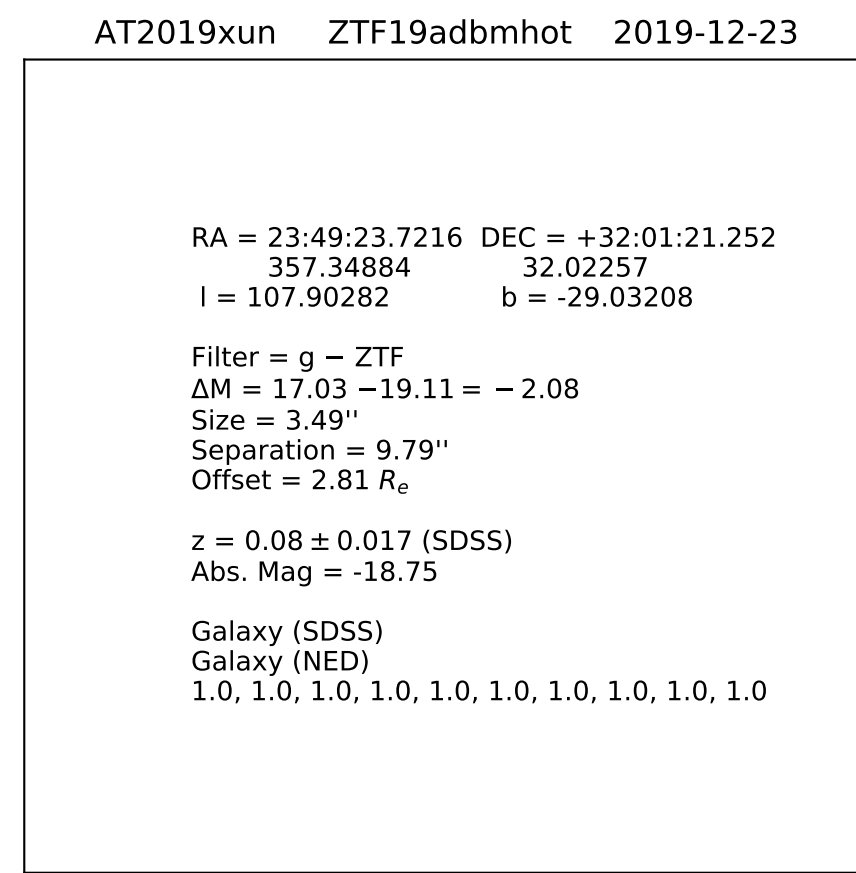 AT2019xun ZTF19adbmhot 2019-12-23
RA = 23:49:23.7216 DEC = +32:01:21.252
357.34884 32.02257
l = 107.90282 b = -29.03208
Filter = g − ZTF
ΔM = 17.03 −19.11 = − 2.08
Size = 3.49''
Separation = 9.79''
Offset = 2.81 Rₑ
z = 0.08 ± 0.017 (SDSS)
Abs. Mag = -18.75
Galaxy (SDSS)
Galaxy (NED)
1.0, 1.0, 1.0, 1.0, 1.0, 1.0, 1.0, 1.0, 1.0, 1.0